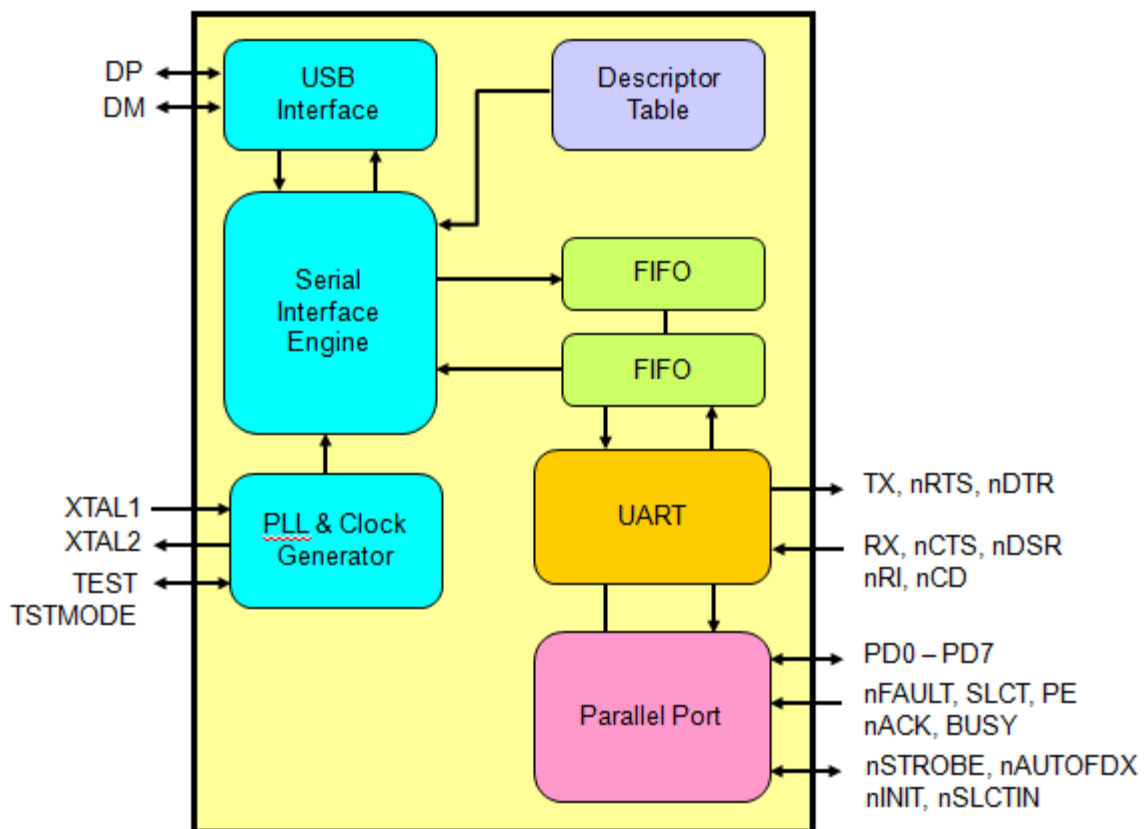 DP
DM
USB
Interface
Descriptor
Table
Serial
Interface
Engine
FIFO
FIFO
XTAL1
XTAL2
TEST
TSTMODE
PLL & Clock
Generator
UART
TX, nRTS, nDTR
RX, nCTS, nDSR
nRI, nCD
Parallel Port
PD0 – PD7
nFAULT, SLCT, PE
nACK, BUSY
nSTROBE, nAUTOFDX
nINIT, nSLCTIN